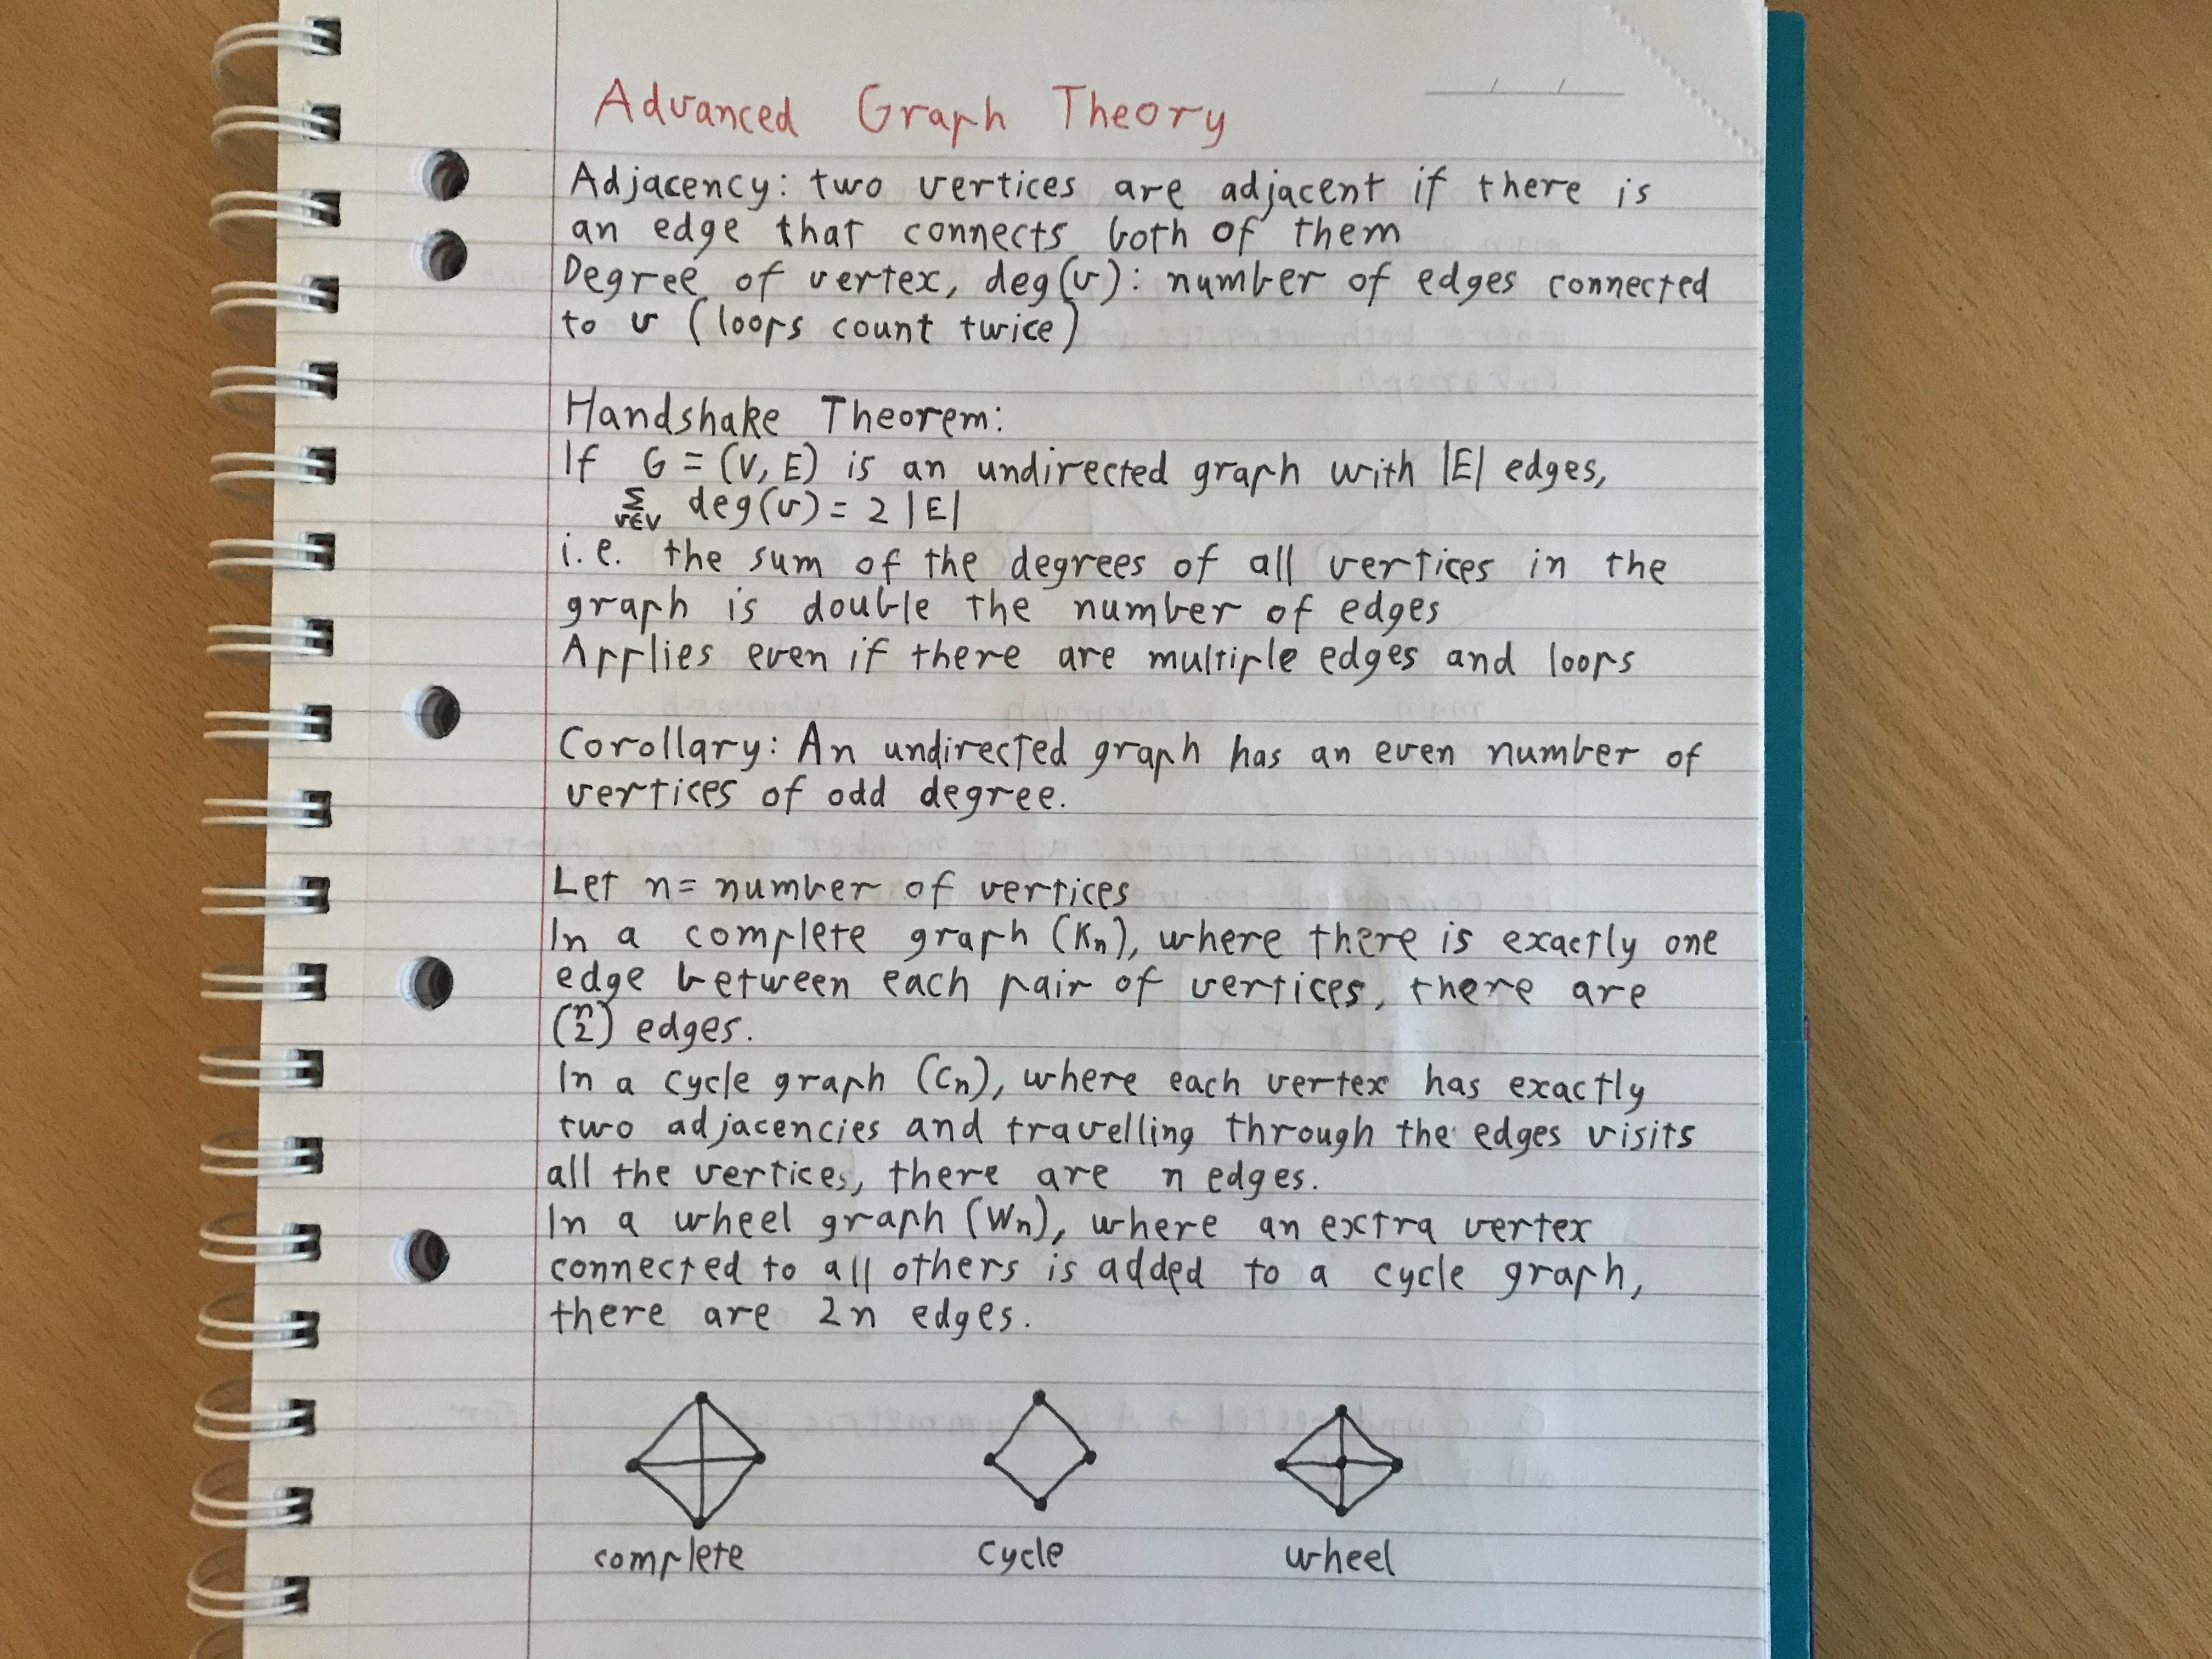 Advanced Graph Theory
Adjacency: two vertices are adjacent if there is
an edge that connects both of them
Degree of vertex, deg(v): number of edges connected
to v (loops count twice)
Handshake Theorem:
If G = (V, E) is an undirected graph with |E| edges,
∑ v∈V deg(v) = 2 |E|
i.e. the sum of the degrees of all vertices in the
graph is double the number of edges
Applies even if there are multiple edges and loops
Corollary: An undirected graph has an even number of
vertices of odd degree.
Let n = number of vertices
In a complete graph (Kn), where there is exactly one
edge between each pair of vertices, there are
(n 2) edges.
In a cycle graph (Cn), where each vertex has exactly
two adjacencies and travelling through the edges visits
all the vertices, there are n edges.
In a wheel graph (Wn), where an extra vertex
connected to all others is added to a cycle graph,
there are 2n edges.
complete cycle wheel